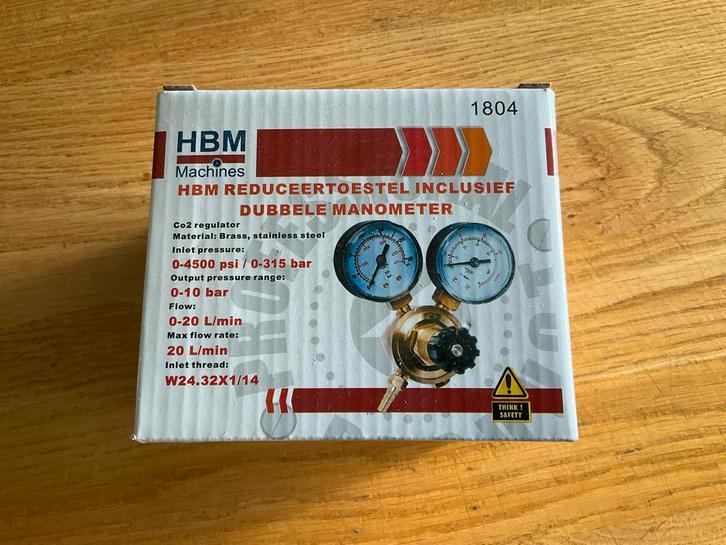 1804
HBM
Machines
HBM REDUCEERTOESTEL INCLUSIEF
DUBBELE MANOMETER
Co2 regulator
Material: Brass, stainless steel
Inlet pressure:
0-4500 psi / 0-315 bar
Output pressure range:
0-10 bar
Flow:
0-20 L/min
Max flow rate:
20 L/min
Inlet thread:
W24.32X1/14
THINK !
SAFETY